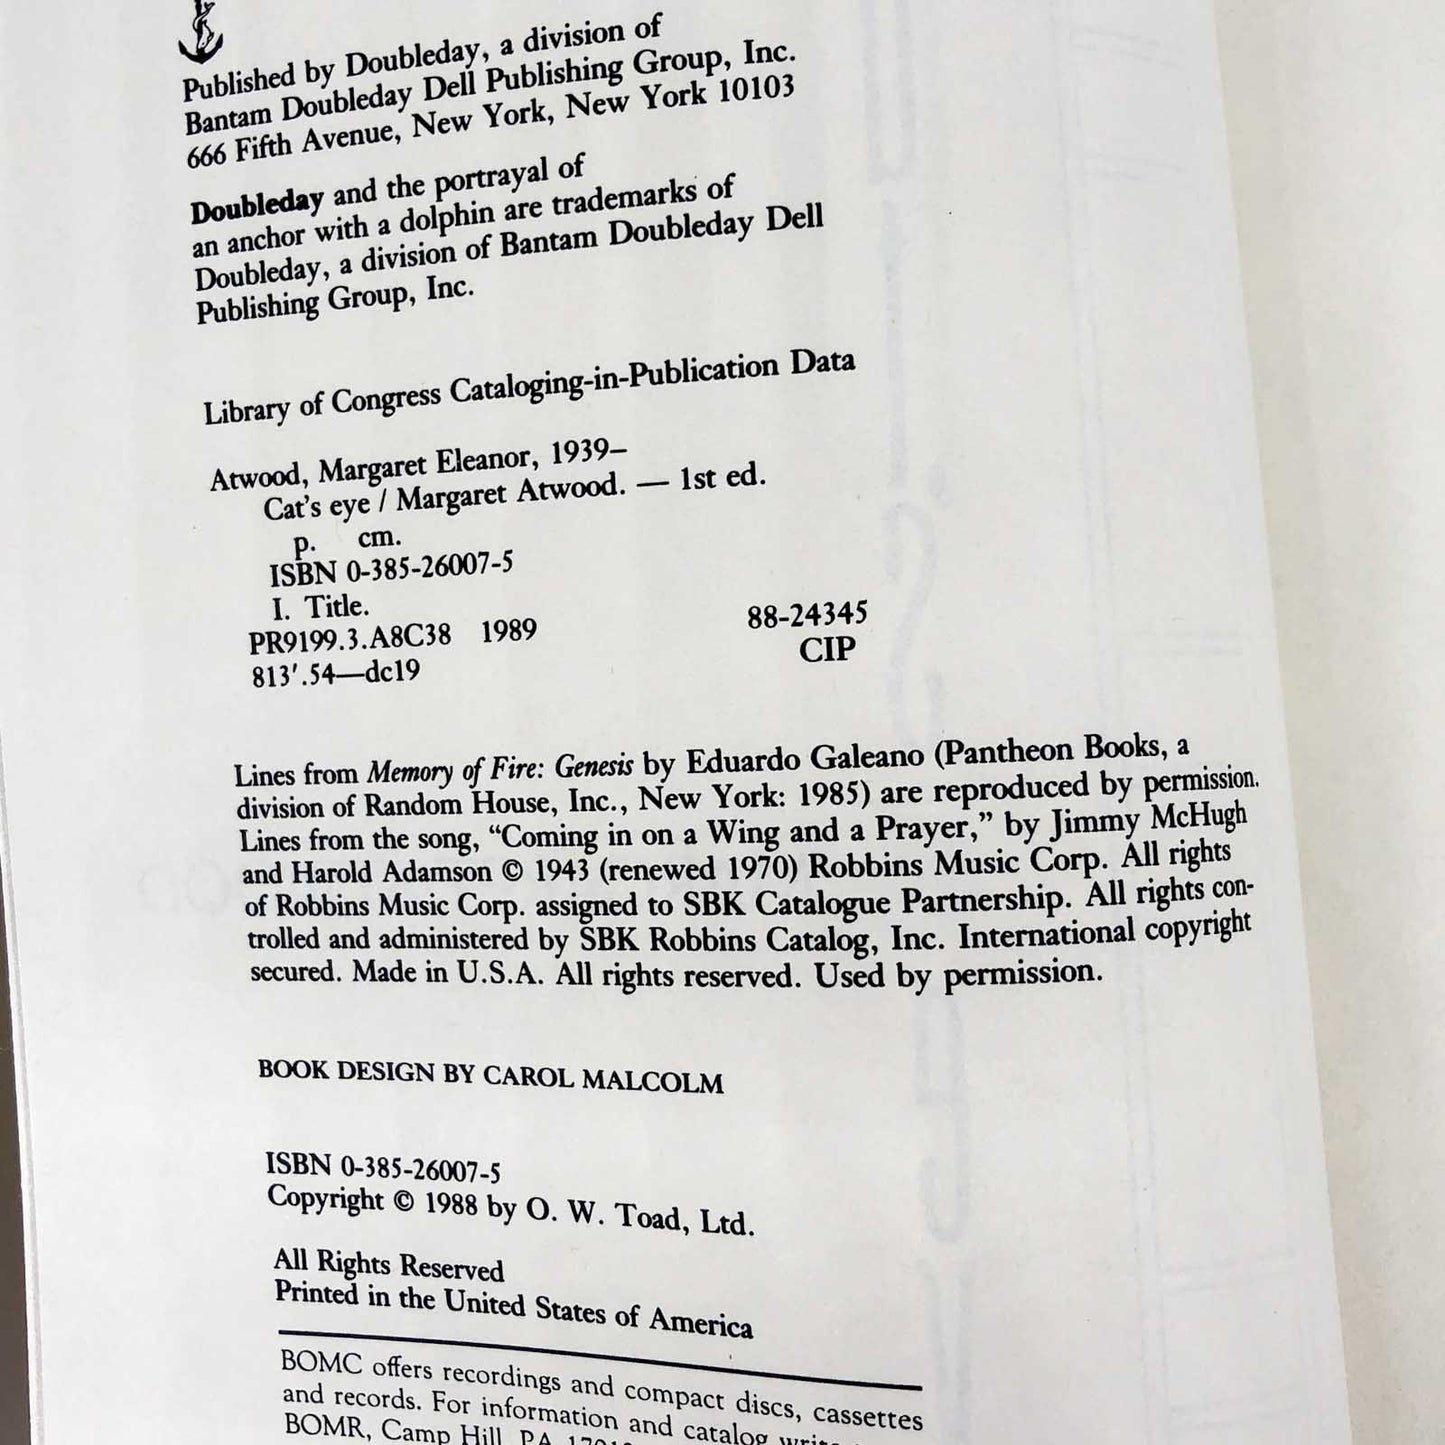 Published by Doubleday, a division of
Bantam Doubleday Dell Publishing Group, Inc.
666 Fifth Avenue, New York, New York 10103
Doubleday and the portrayal of
an anchor with a dolphin are trademarks of
Doubleday, a division of Bantam Doubleday Dell
Publishing Group, Inc.
Library of Congress Cataloging-in-Publication Data
Atwood, Margaret Eleanor, 1939–
Cat's eye / Margaret Atwood. — 1st ed.
p. cm.
ISBN 0-385-26007-5
I. Title.
PR9199.3.A8C38 1989 88-24345
813'.54—dc19 CIP
Lines from Memory of Fire: Genesis by Eduardo Galeano (Pantheon Books, a
division of Random House, Inc., New York: 1985) are reproduced by permission.
Lines from the song, “Coming in on a Wing and a Prayer,” by Jimmy McHugh
and Harold Adamson © 1943 (renewed 1970) Robbins Music Corp. All rights
of Robbins Music Corp. assigned to SBK Catalogue Partnership. All rights con-
trolled and administered by SBK Robbins Catalog, Inc. International copyright
secured. Made in U.S.A. All rights reserved. Used by permission.
BOOK DESIGN BY CAROL MALCOLM
ISBN 0-385-26007-5
Copyright © 1988 by O. W. Toad, Ltd.
All Rights Reserved
Printed in the United States of America
BOMC offers recordings and compact discs, cassettes
and records. For information and catalog write
BOMR, Camp Hill, PA